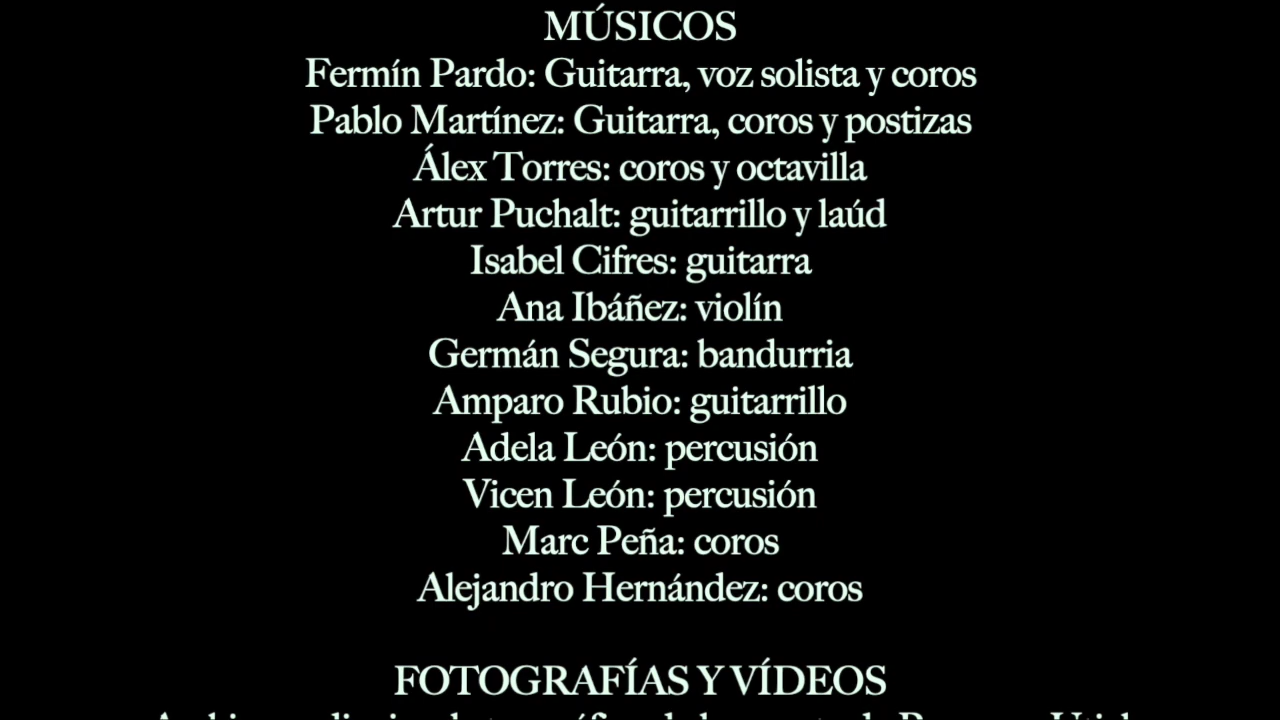 MÚSICOS
Fermín Pardo: Guitarra, voz solista y coros
Pablo Martínez: Guitarra, coros y postizas
Álex Torres: coros y octavilla
Artur Puchalt: guitarrillo y laúd
Isabel Cifres: guitarra
Ana Ibáñez: violín
Germán Segura: bandurria
Amparo Rubio: guitarrillo
Adela León: percusión
Vicen León: percusión
Marc Peña: coros
Alejandro Hernández: coros
FOTOGRAFÍAS Y VÍDEOS